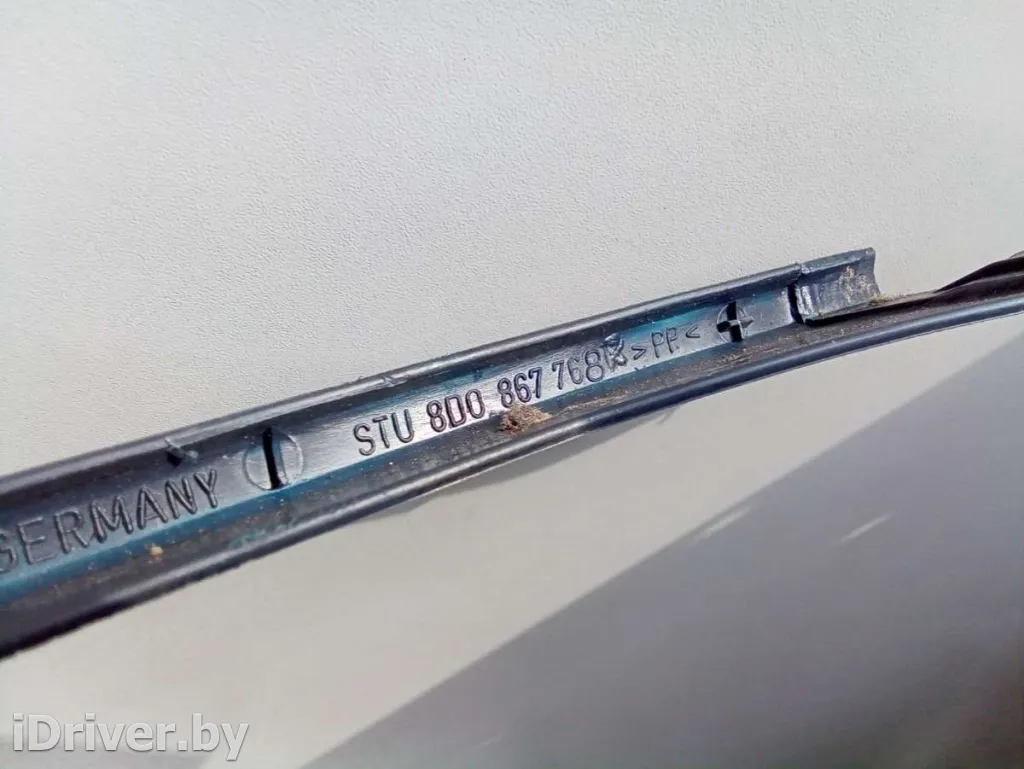 GERMANY STU 8D0 867 768 >PP<
iDriver.by